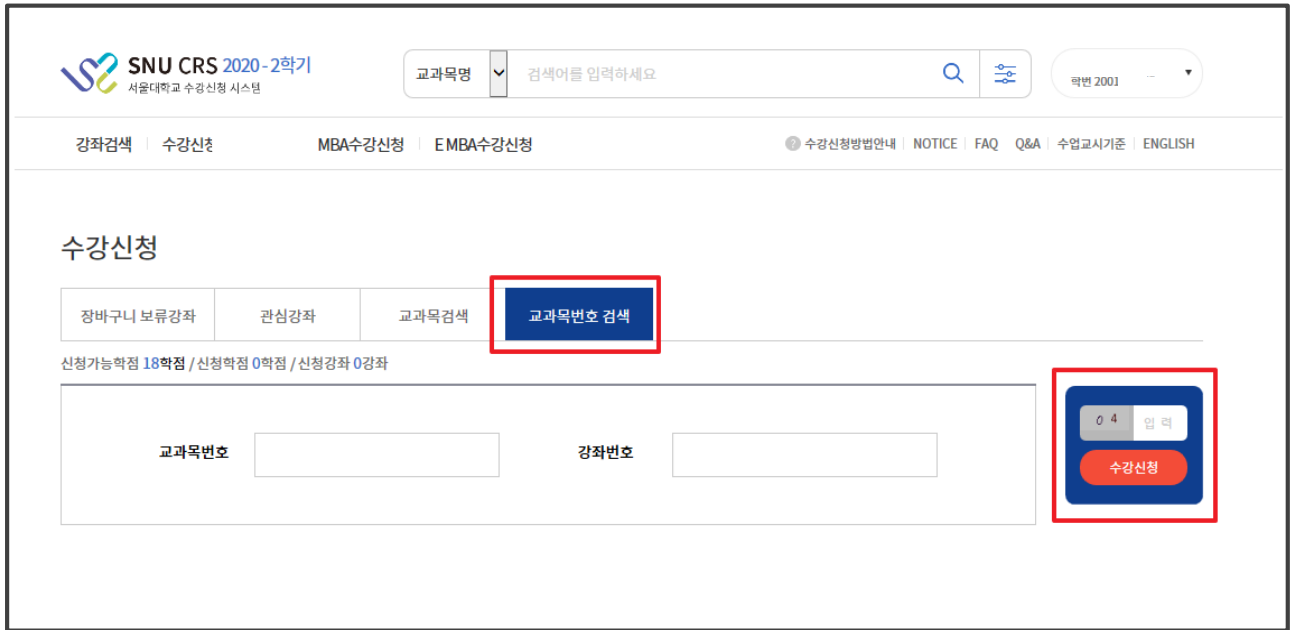 SNU CRS 2020-2학기
서울대학교 수강신청 시스템
교과목명 검색어를 입력하세요
학번 2001
강좌검색 수강신청 MBA수강신청 EMBA수강신청
수강신청방법안내 NOTICE FAQ Q&A 수업교시기준 ENGLISH
수강신청
장바구니 보류강좌 관심강좌 교과목검색 교과목번호 검색
신청가능학점 18학점 / 신청학점 0학점 / 신청강좌 0강좌
교과목번호 강좌번호
04 입력
수강신청